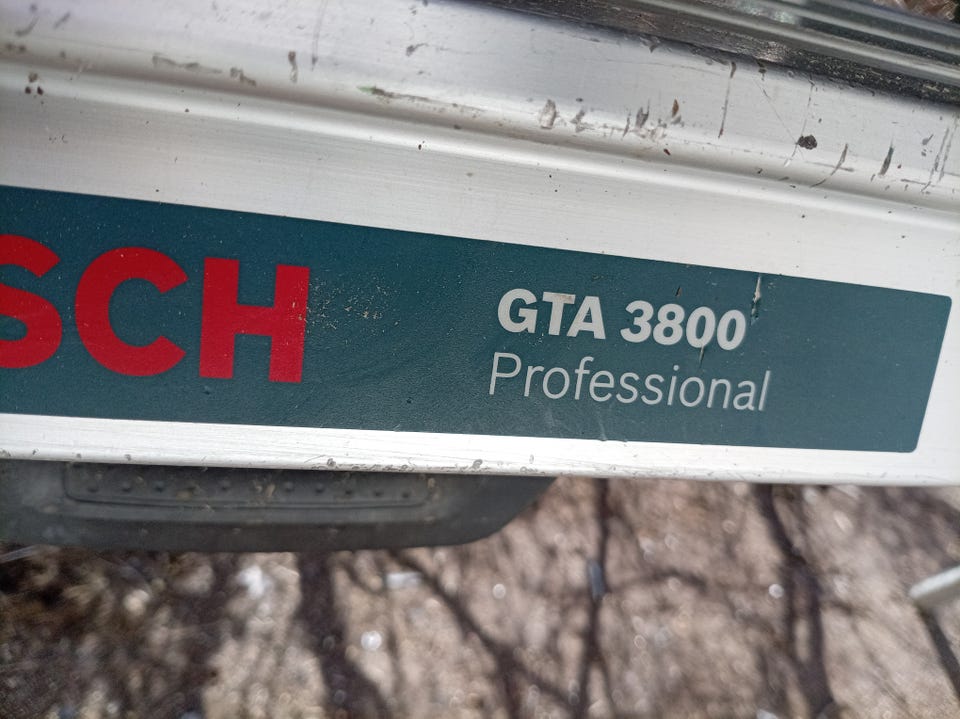 SCH
GTA 3800
Professional